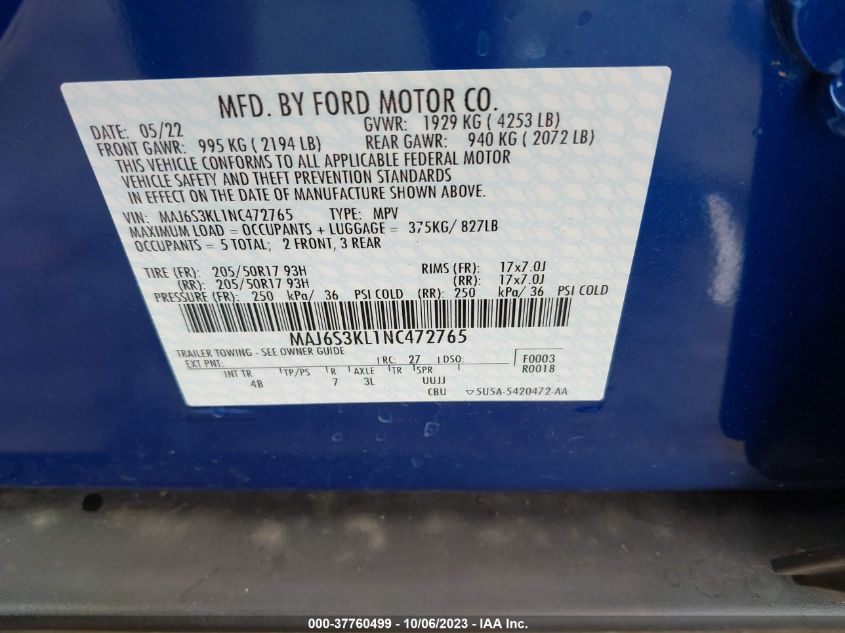 MFD. BY FORD MOTOR CO.
DATE: 05/22 GVWR: 1929 KG ( 4253 LB)
FRONT GAWR: 995 KG ( 2194 LB) REAR GAWR: 940 KG ( 2072 LB)
THIS VEHICLE CONFORMS TO ALL APPLICABLE FEDERAL MOTOR
VEHICLE SAFETY AND THEFT PREVENTION STANDARDS
IN EFFECT ON THE DATE OF MANUFACTURE SHOWN ABOVE.
VIN: MAJ6S3KL1NC472765 TYPE: MPV
MAXIMUM LOAD = OCCUPANTS + LUGGAGE = 375KG/ 827LB
OCCUPANTS = 5 TOTAL; 2 FRONT, 3 REAR
TIRE (FR): 205/50R17 93H RIMS (FR): 17x7.0J
(RR): 205/50R17 93H (RR): 17x7.0J
PRESSURE (FR): 250 kPa/ 36 PSI COLD (RR): 250 kPa/ 36 PSI COLD
MAJ6S3KL1NC472765
TRAILER TOWING - SEE OWNER GUIDE
EXT PNT: RC: 27 DSO: F0003
R0018
INT TR TP/PS R AXLE TR SPR
4B 7 3L UUJJ
CBU ▽5U5A-5420472-AA
000-37760499 - 10/06/2023 - IAA Inc.